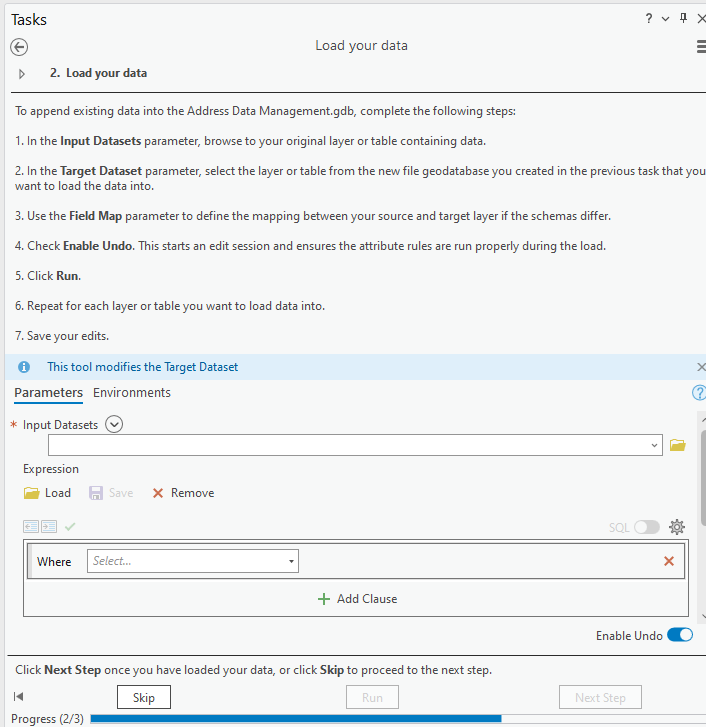 Tasks
?
Load your data
2. Load your data
To append existing data into the Address Data Management.gdb, complete the following steps:
1. In the Input Datasets parameter, browse to your original layer or table containing data.
2. In the Target Dataset parameter, select the layer or table from the new file geodatabase you created in the previous task that you
want to load the data into.
3. Use the Field Map parameter to define the mapping between your source and target layer if the schemas differ.
4. Check Enable Undo. This starts an edit session and ensures the attribute rules are run properly during the load.
5. Click Run.
6. Repeat for each layer or table you want to load data into.
7. Save your edits.
This tool modifies the Target Dataset
Parameters Environments
?
* Input Datasets
Expression
Load Save Remove
SQL
Where Select...
Add Clause
Enable Undo
Click Next Step once you have loaded your data, or click Skip to proceed to the next step.
Skip Run Next Step
Progress (2/3)